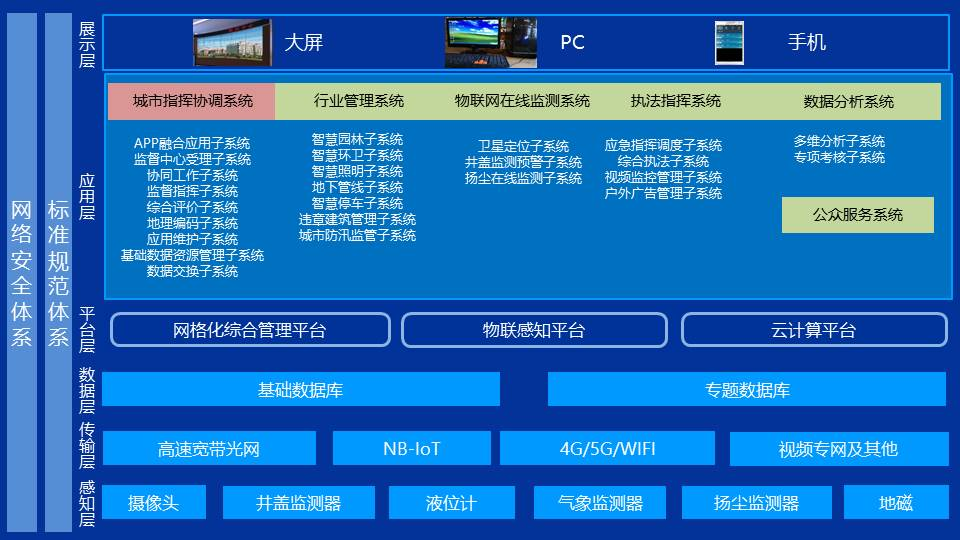 网络安全体系
标准规范体系
展示层
大屏
PC
手机
应用层
城市指挥协调系统
APP融合应用子系统
监督中心受理子系统
协同工作子系统
监督指挥子系统
综合评价子系统
地理编码子系统
应用维护子系统
基础数据资源管理子系统
数据交换子系统
行业管理系统
智慧园林子系统
智慧环卫子系统
智慧照明子系统
地下管线子系统
智慧停车子系统
违章建筑管理子系统
城市防汛监管子系统
物联网在线监测系统
卫星定位子系统
井盖监测预警子系统
扬尘在线监测子系统
执法指挥系统
应急指挥调度子系统
综合执法子系统
视频监控管理子系统
户外广告管理子系统
数据分析系统
多维分析子系统
专项考核子系统
公众服务系统
平台层
网格化综合管理平台
物联感知平台
云计算平台
数据层
基础数据库
专题数据库
传输层
高速宽带光网
NB-IoT
4G/5G/WIFI
视频专网及其他
感知层
摄像头
井盖监测器
液位计
气象监测器
扬尘监测器
地磁